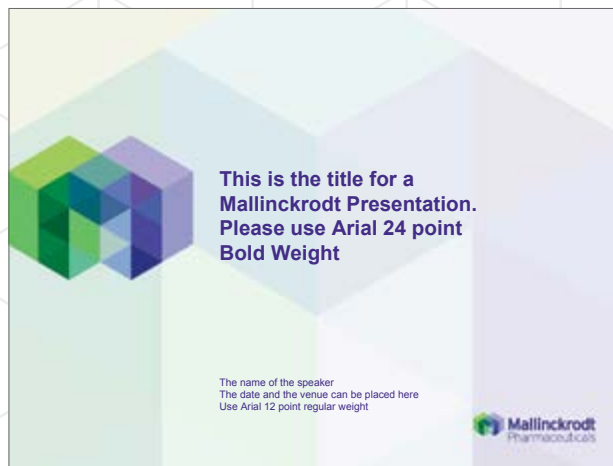 This is the title for a
Mallinckrodt Presentation.
Please use Arial 24 point
Bold Weight
The name of the speaker
The date and the venue can be placed here
Use Arial 12 point regular weight
Mallinckrodt
Pharmaceuticals